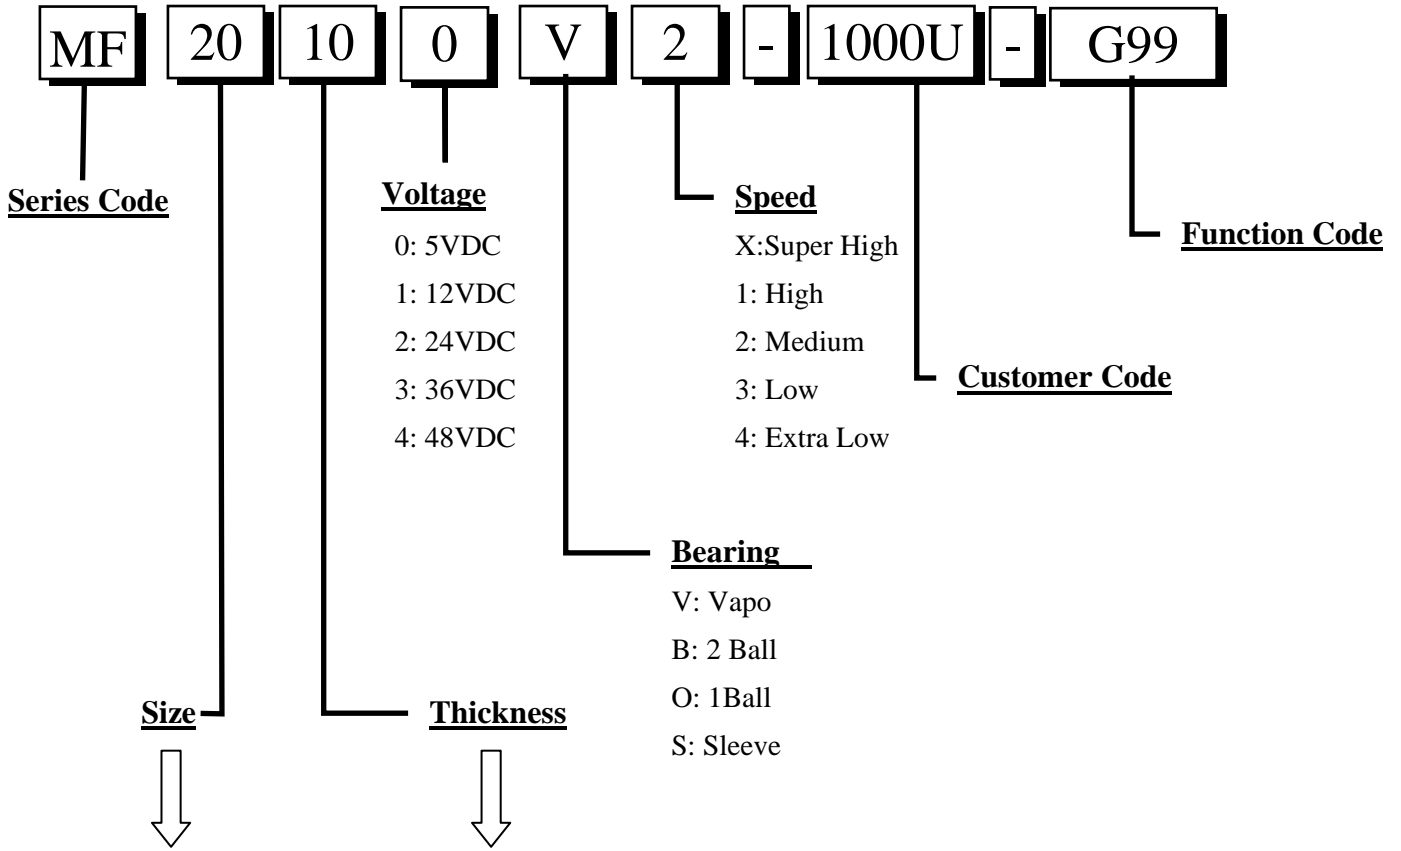 MF 20 10 0 V 2 - 1000U - G99
Series Code
Voltage
0: 5VDC
1: 12VDC
2: 24VDC
3: 36VDC
4: 48VDC
Speed
X:Super High
1: High
2: Medium
3: Low
4: Extra Low
Function Code
Customer Code
Bearing
V: Vapo
B: 2 Ball
O: 1Ball
S: Sleeve
Size
Thickness